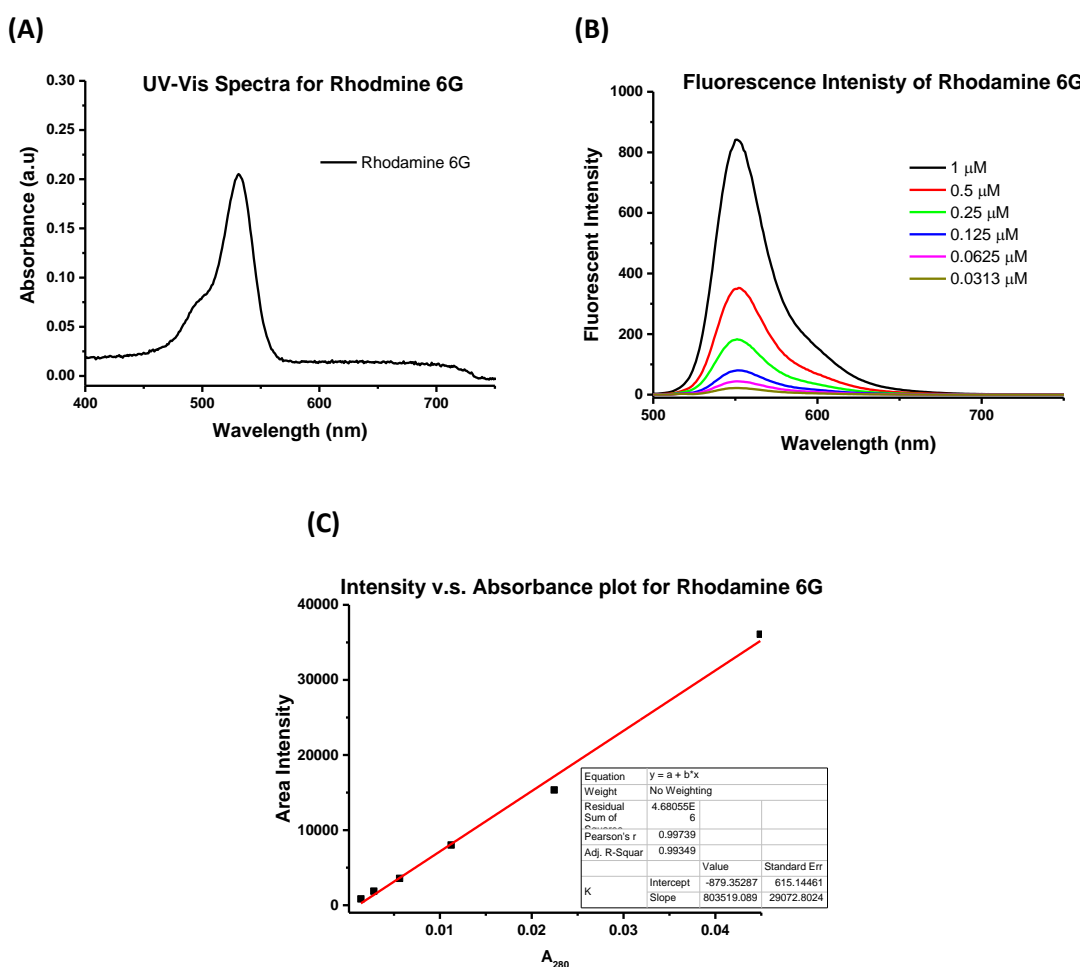 (A)
UV-Vis Spectra for Rhodmine 6G
0.30
0.25
0.20
0.15
0.10
0.05
0.00
Absorbance (a.u)
Rhodamine 6G
400 500 600 700
Wavelength (nm)
(B)
Fluorescence Intenisty of Rhodamine 6G
1000
800
600
400
200
0
Fluorescent Intensity
1 μM
0.5 μM
0.25 μM
0.125 μM
0.0625 μM
0.0313 μM
500 600 700
Wavelength (nm)
(C)
Intensity v.s. Absorbance plot for Rhodamine 6G
40000
30000
20000
10000
0
Area Intensity
Equation y = a + b*x
Weight No Weighting
Residual 4.68055E
Sum of 6
Pearson's r 0.99739
Adj. R-Squar 0.99349
Value Standard Err
K
Intercept -879.35287 615.14461
Slope 803519.089 29072.8024
0.01 0.02 0.03 0.04
A280